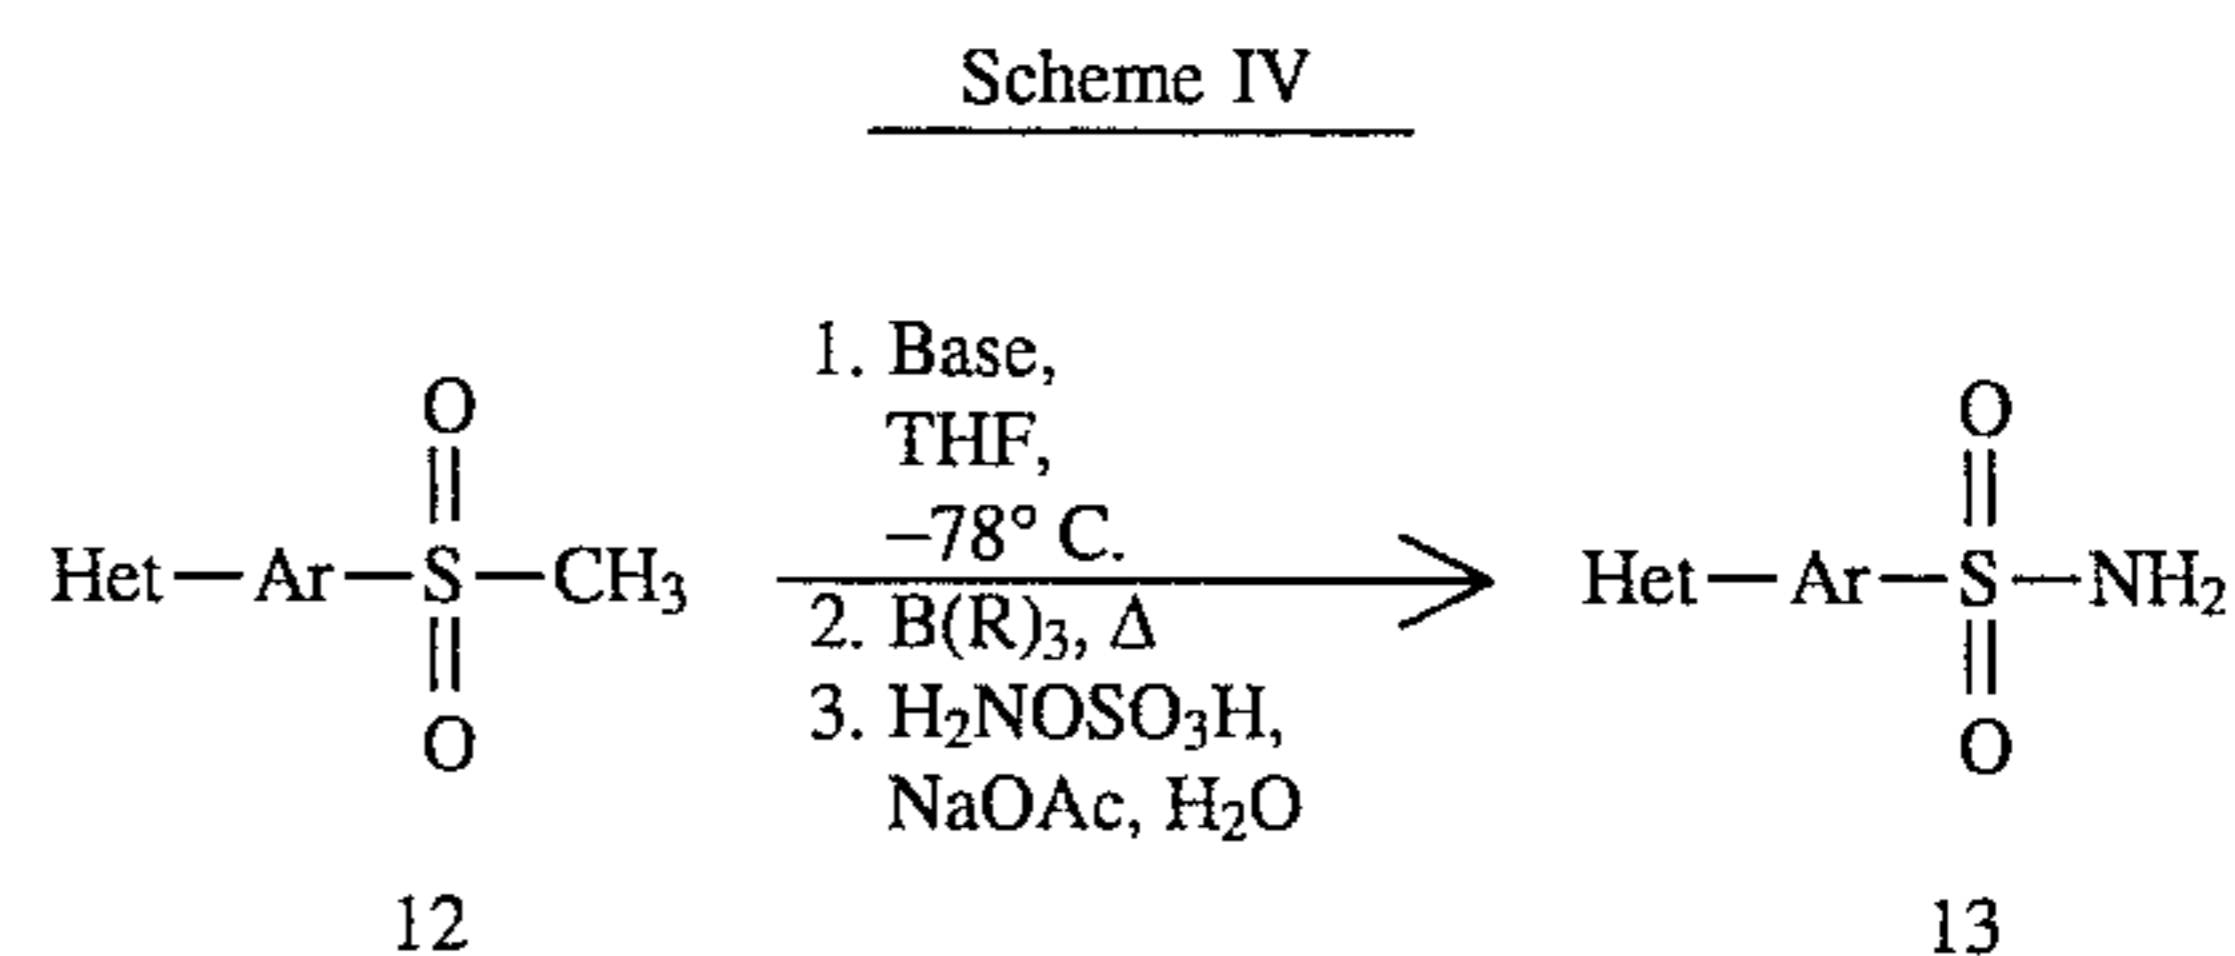 Scheme IV
1. Base,
THF,
–78° C.
2. B(R)₃, Δ
3. H₂NOSO₃H,
NaOAc, H₂O
O
Het—Ar—S—CH₃
O
12
O
Het—Ar—S—NH₂
O
13